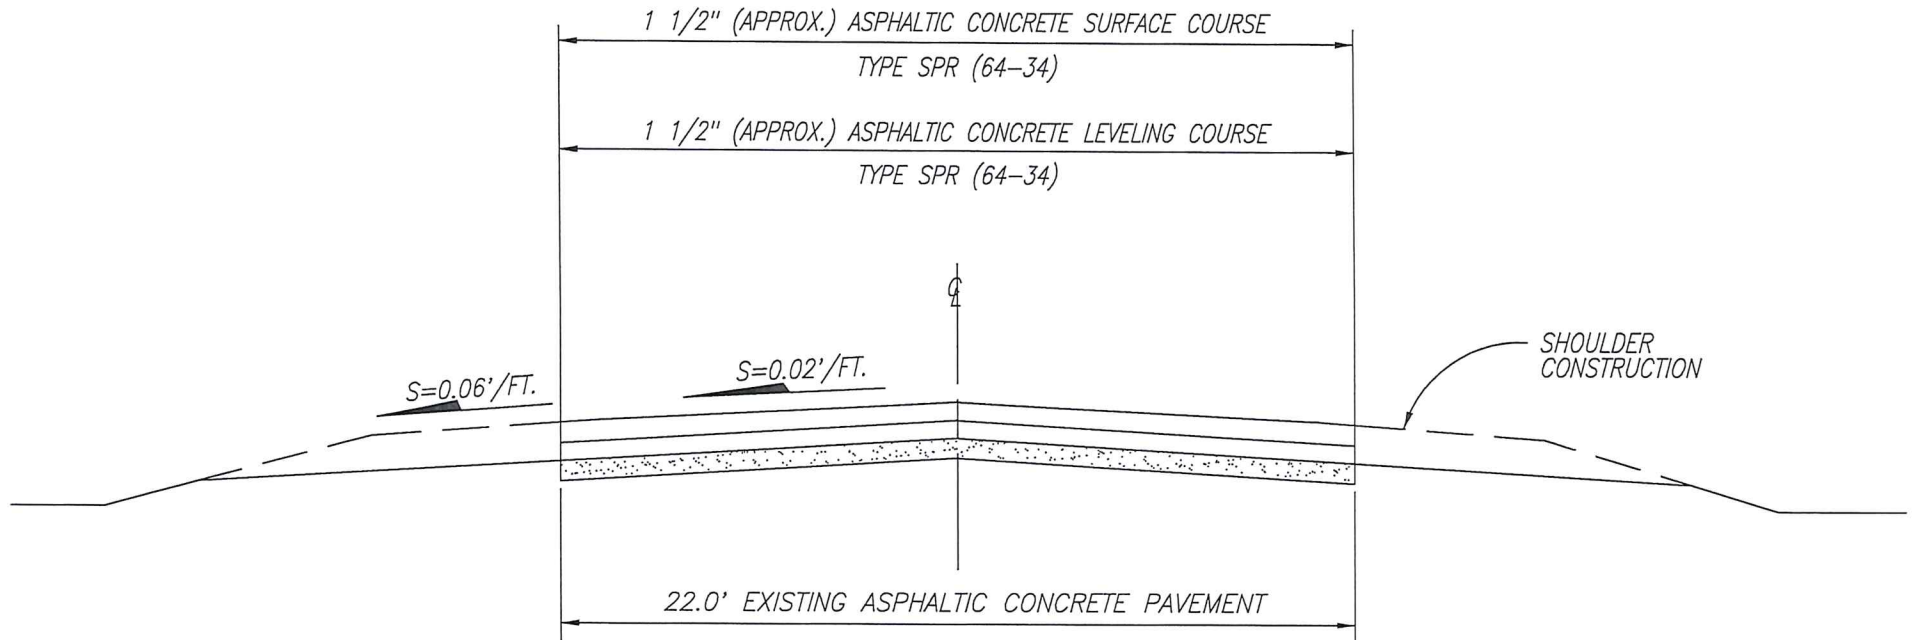 1 1/2" (APPROX.) ASPHALTIC CONCRETE SURFACE COURSE
TYPE SPR (64–34)
1 1/2" (APPROX.) ASPHALTIC CONCRETE LEVELING COURSE
TYPE SPR (64–34)
℄
S=0.06'/FT.
S=0.02'/FT.
SHOULDER
CONSTRUCTION
22.0' EXISTING ASPHALTIC CONCRETE PAVEMENT